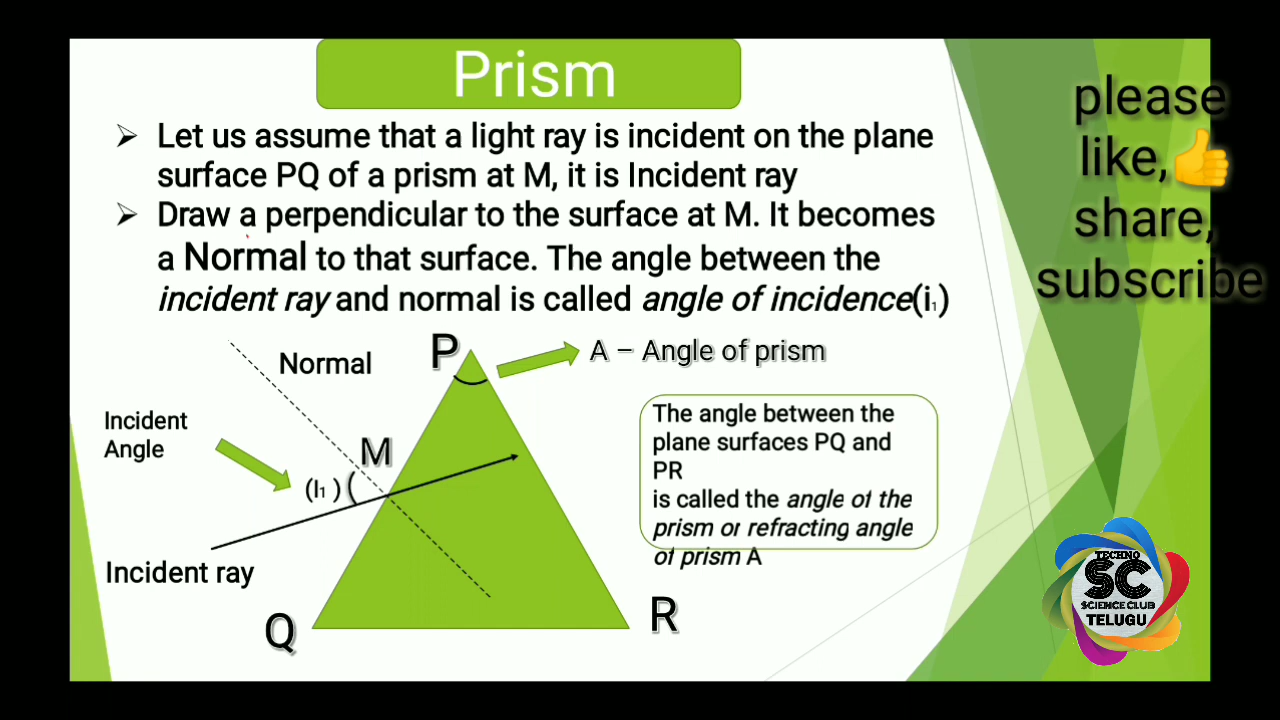 Prism
➢ Let us assume that a light ray is incident on the plane
surface PQ of a prism at M, it is Incident ray
➢ Draw a perpendicular to the surface at M. It becomes
a Normal to that surface. The angle between the
incident ray and normal is called angle of incidence(i₁)
please
like,👍
share,
subscribe
P
A – Angle of prism
Normal
Incident
Angle
M
(I₁ )
Incident ray
Q
R
The angle between the
plane surfaces PQ and
PR
is called the angle of the
prism or refracting angle
of prism A
TECHNO
SC
SCIENCE CLUB
TELUGU